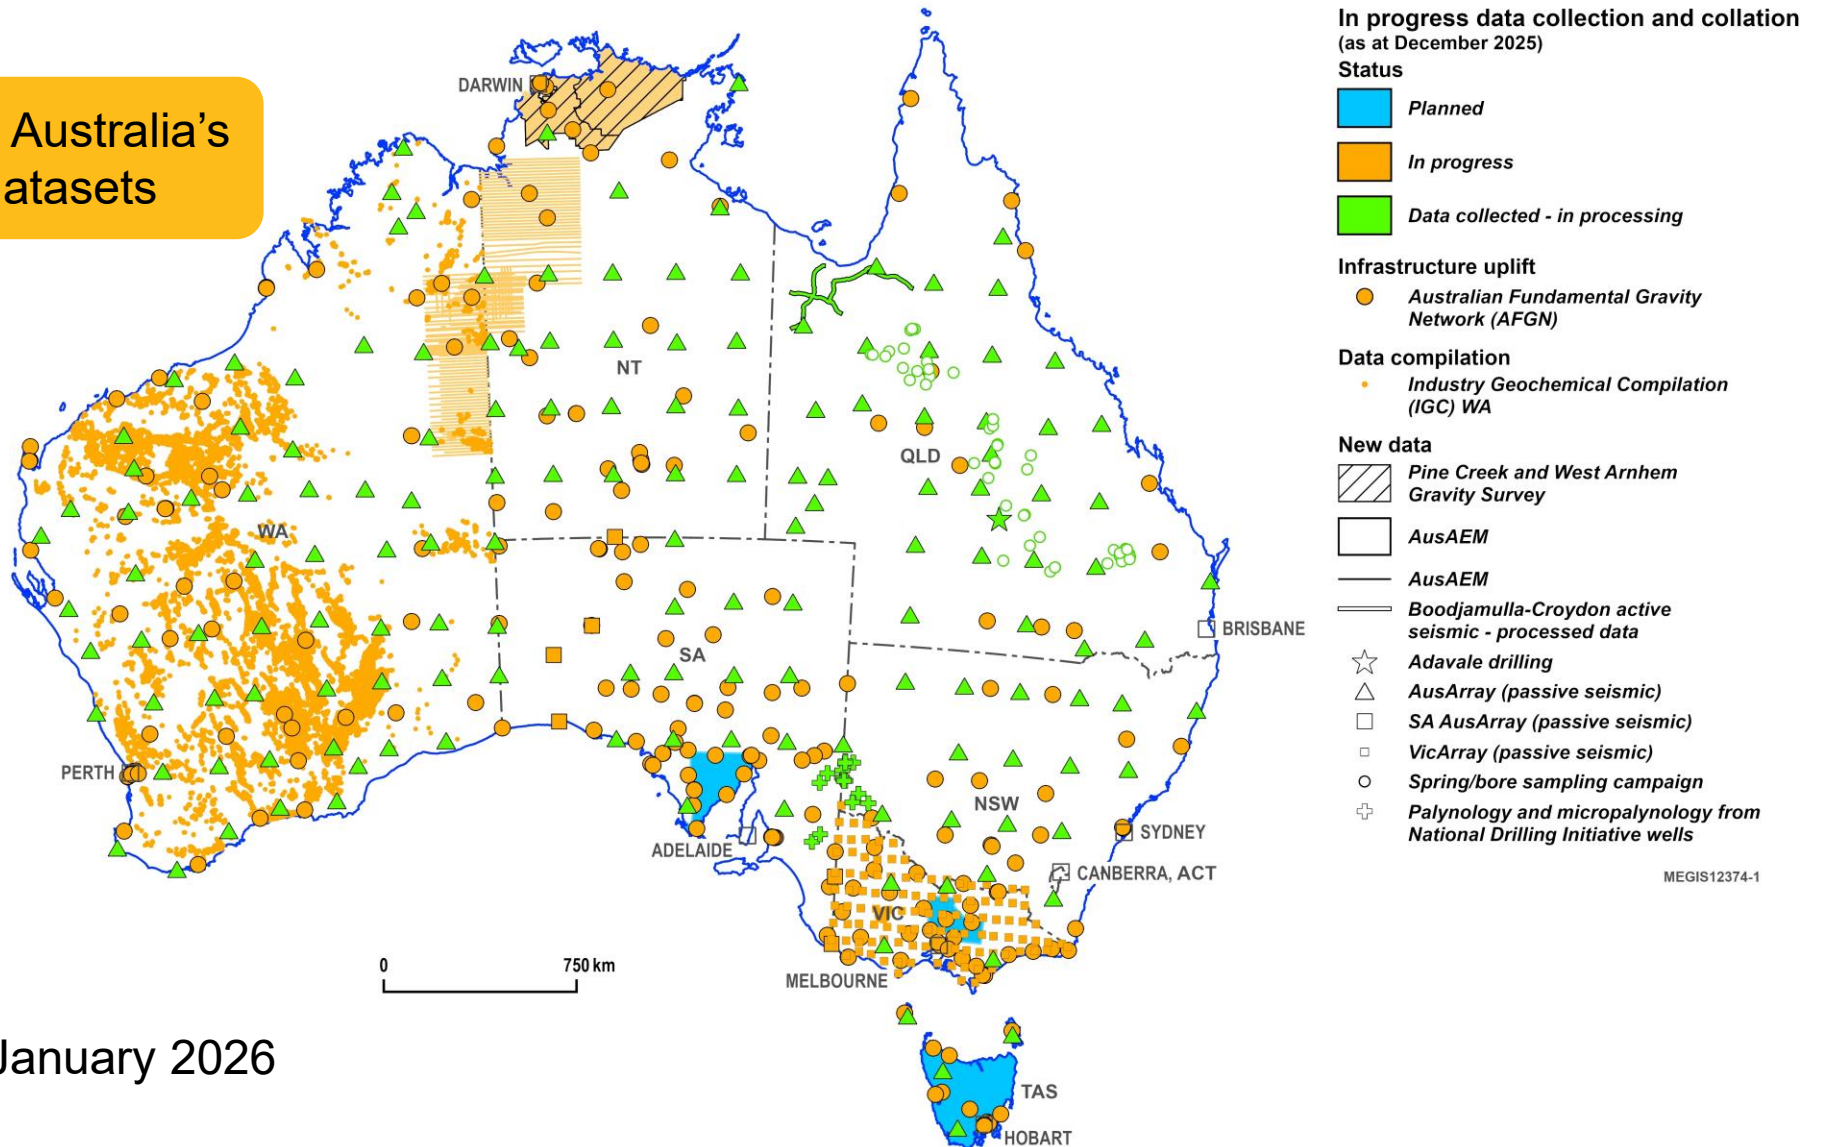 Australia’s
atasets
In progress data collection and collation
(as at December 2025)
Status
Planned
In progress
Data collected - in processing
Infrastructure uplift
Australian Fundamental Gravity
Network (AFGN)
Data compilation
Industry Geochemical Compilation
(IGC) WA
New data
Pine Creek and West Arnhem
Gravity Survey
AusAEM
AusAEM
Boodjamulla-Croydon active
seismic - processed data
Adavale drilling
AusArray (passive seismic)
SA AusArray (passive seismic)
VicArray (passive seismic)
Spring/bore sampling campaign
Palynology and micropalynology from
National Drilling Initiative wells
MEGIS12374-1
DARWIN
NT
QLD
WA
BRISBANE
SA
PERTH
NSW
SYDNEY
ADELAIDE
CANBERRA, ACT
VIC
MELBOURNE
TAS
HOBART
0 750 km
January 2026